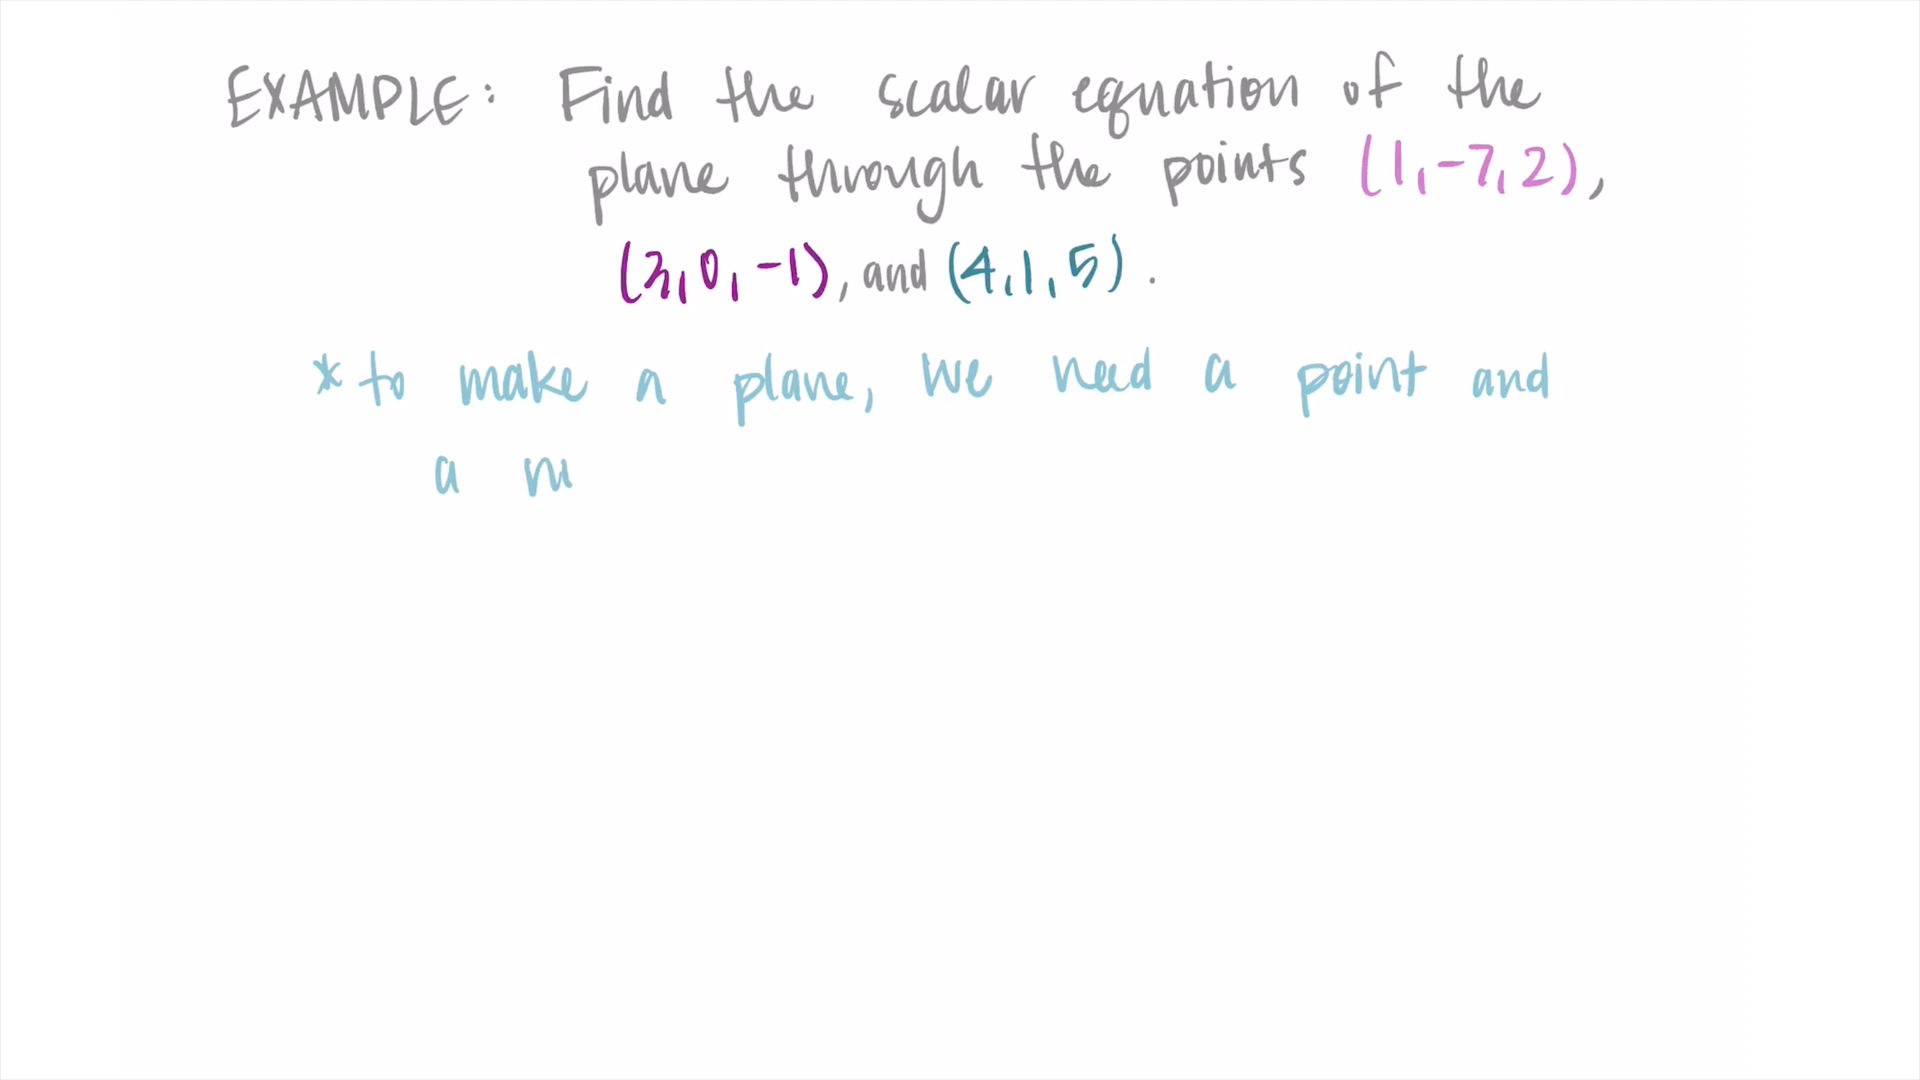 EXAMPLE: Find the scalar equation of the
plane through the points (1,-7,2),
(3,0,-1), and (4,1,5).
*to make a plane, we need a point and
a